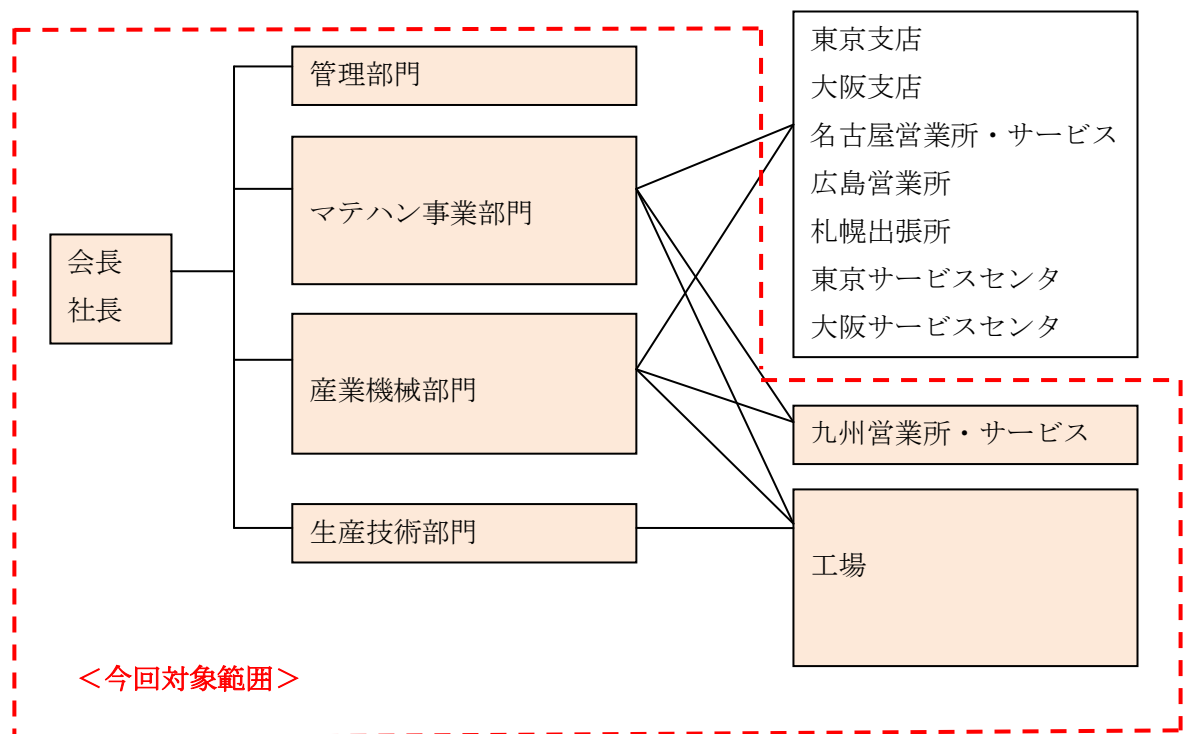 会長
社長
管理部門
マテハン事業部門
産業機械部門
生産技術部門
東京支店
大阪支店
名古屋営業所・サービス
広島営業所
札幌出張所
東京サービスセンタ
大阪サービスセンタ
九州営業所・サービス
工場
＜今回対象範囲＞